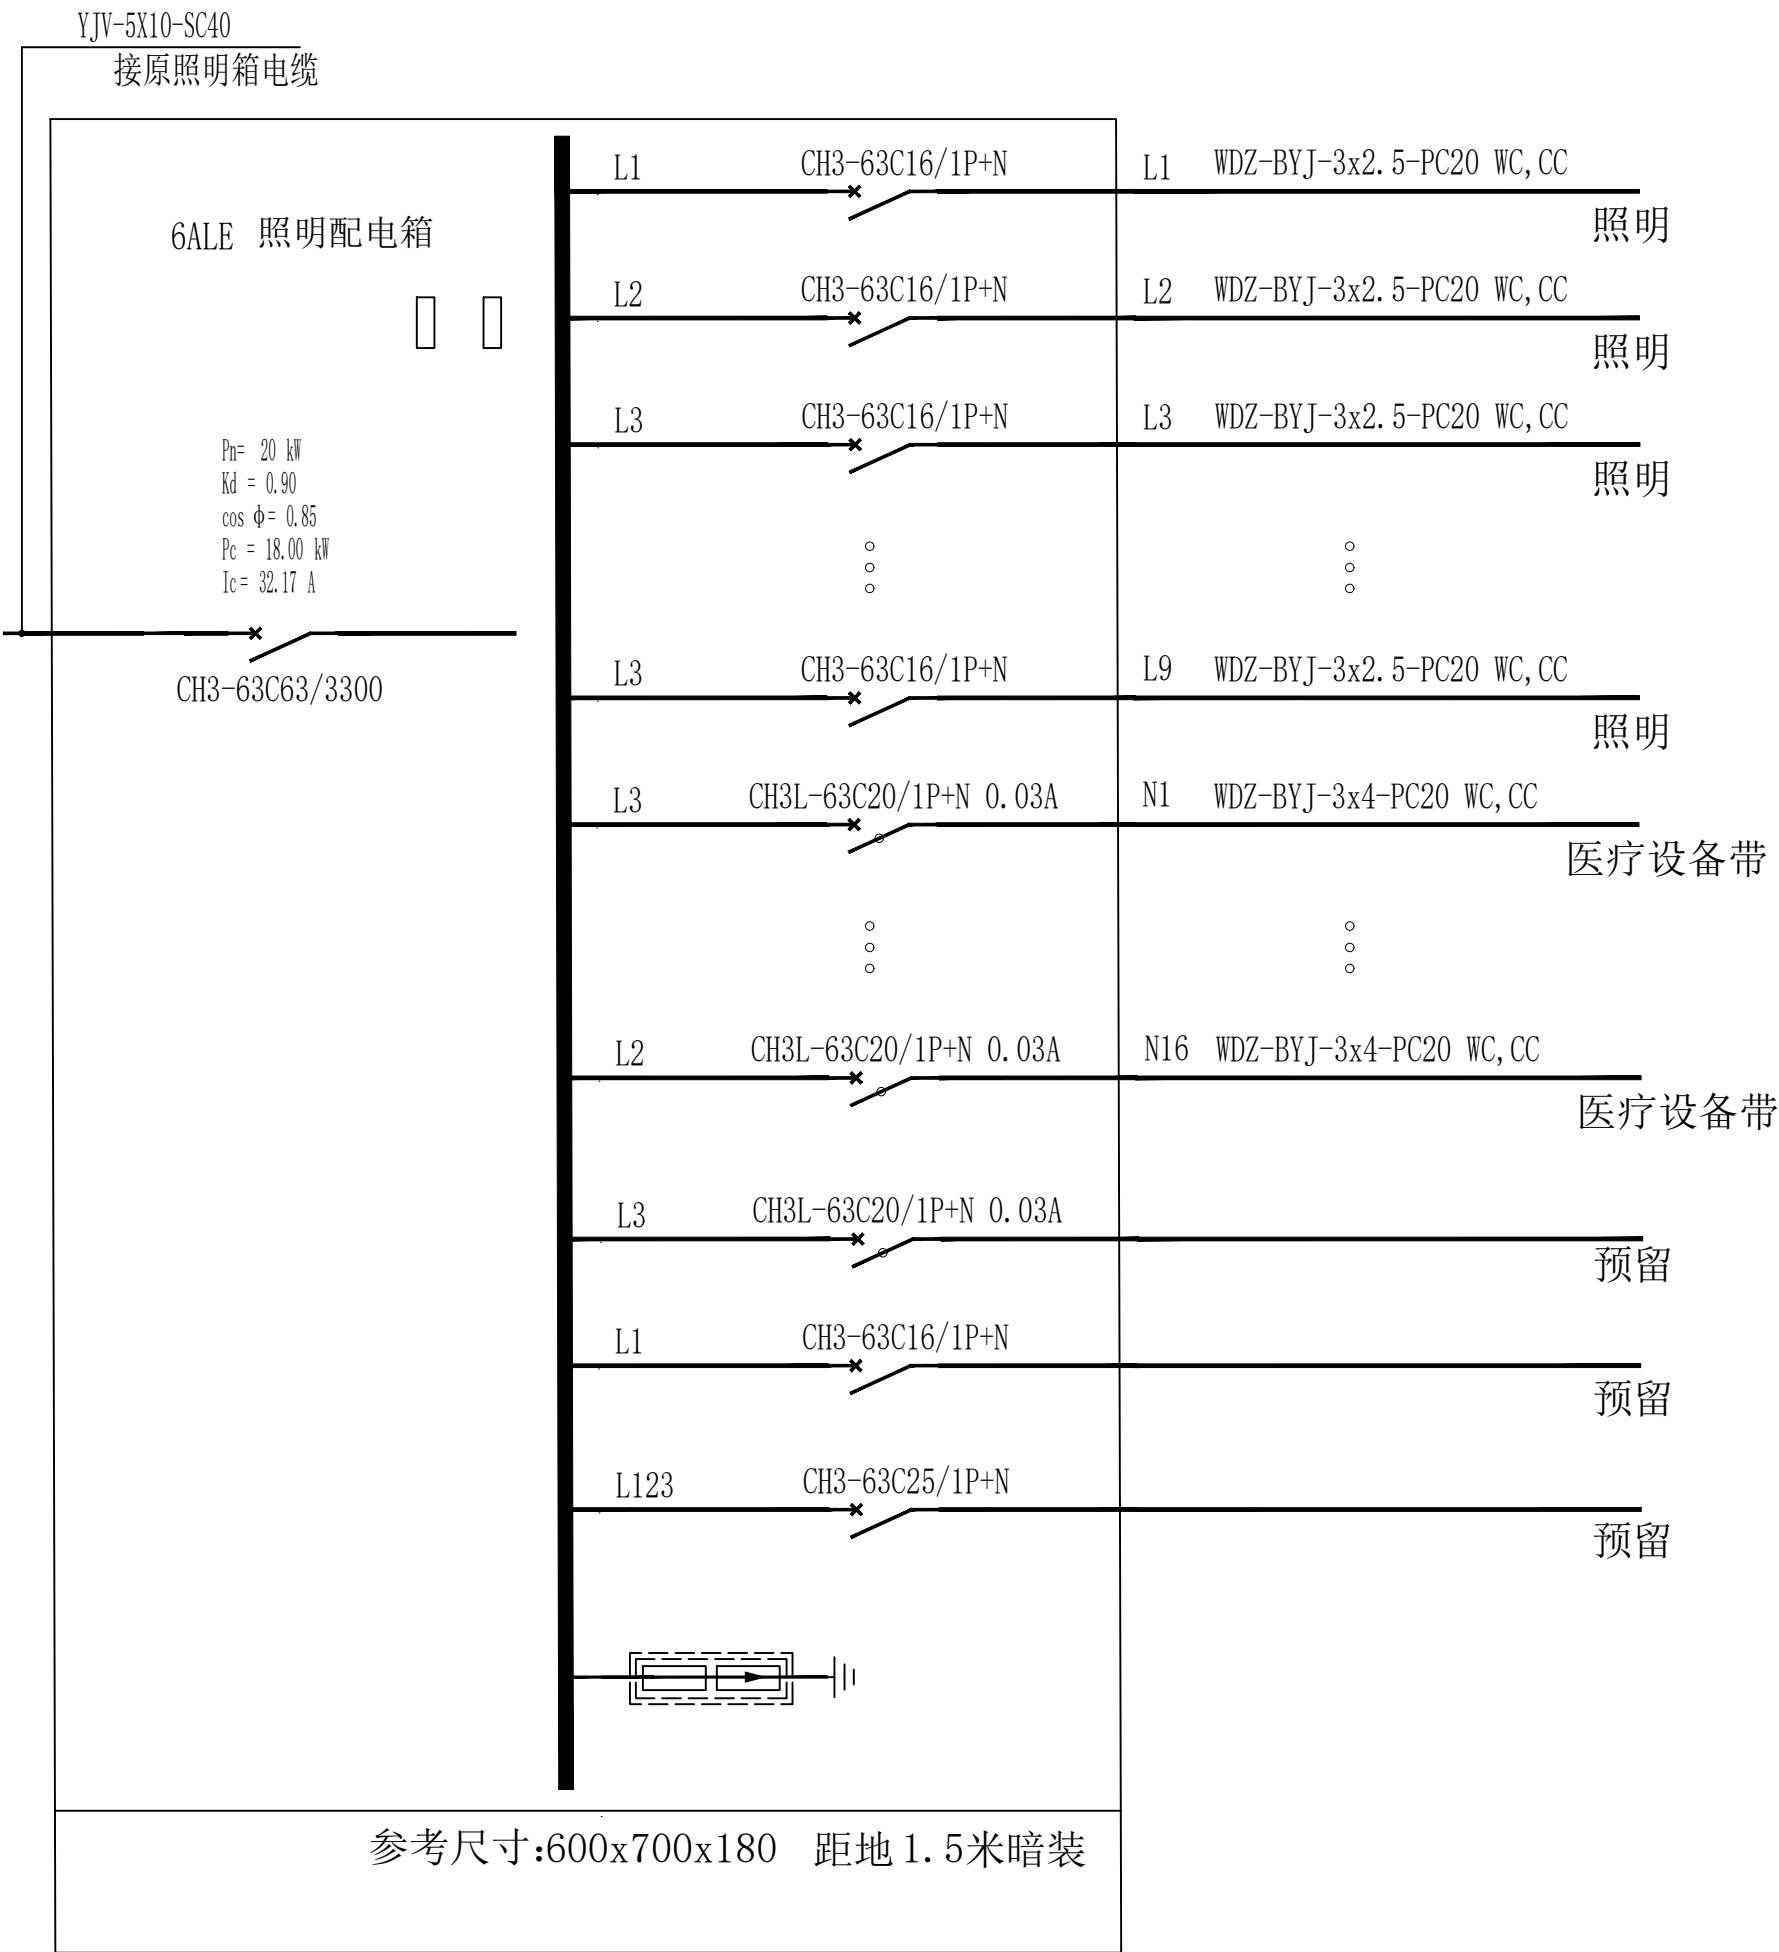 YJV-5X10-SC40
接原照明箱电缆
L1 CH3-63C16/1P+N L1 WDZ-BYJ-3x2.5-PC20 WC,CC
照明
6ALE 照明配电箱
L2 CH3-63C16/1P+N L2 WDZ-BYJ-3x2.5-PC20 WC,CC
照明
L3 CH3-63C16/1P+N L3 WDZ-BYJ-3x2.5-PC20 WC,CC
照明
Pn= 20 kW
Kd = 0.90
cos φ= 0.85
Pc = 18.00 kW
Ic= 32.17 A
CH3-63C63/3300
L3 CH3-63C16/1P+N L9 WDZ-BYJ-3x2.5-PC20 WC,CC
照明
L3 CH3L-63C20/1P+N 0.03A N1 WDZ-BYJ-3x4-PC20 WC,CC
医疗设备带
L2 CH3L-63C20/1P+N 0.03A N16 WDZ-BYJ-3x4-PC20 WC,CC
医疗设备带
L3 CH3L-63C20/1P+N 0.03A
预留
L1 CH3-63C16/1P+N
预留
L123 CH3-63C25/1P+N
预留
参考尺寸:600x700x180 距地1.5米暗装